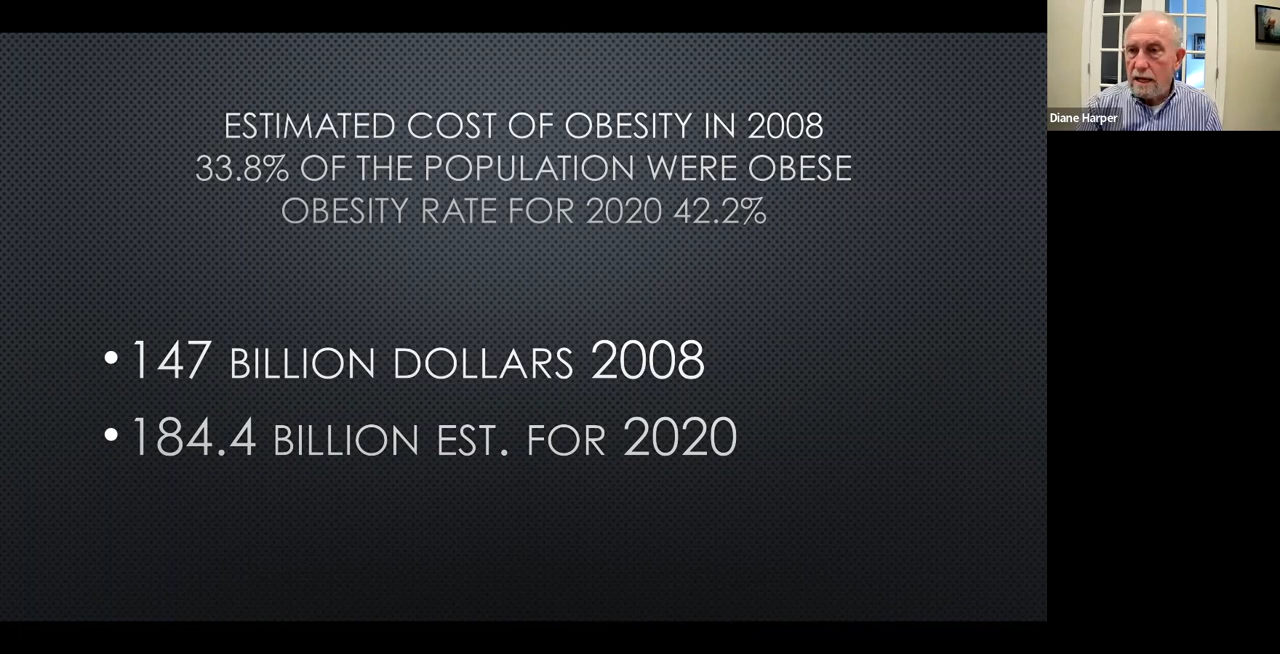 ESTIMATED COST OF OBESITY IN 2008
33.8% OF THE POPULATION WERE OBESE
OBESITY RATE FOR 2020 42.2%
• 147 BILLION DOLLARS 2008
• 184.4 BILLION EST. FOR 2020
Diane Harper